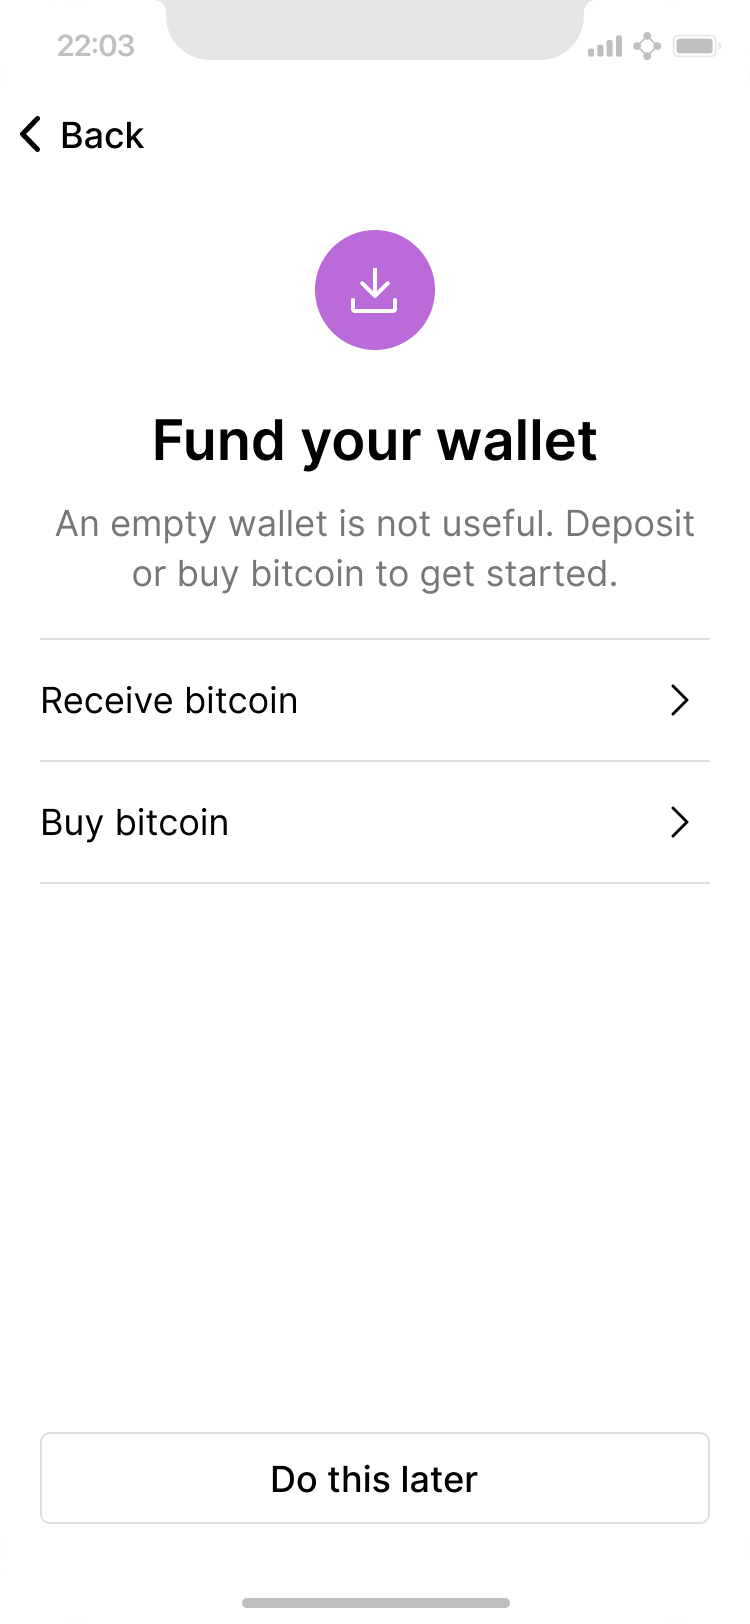 22:03
Back
Fund your wallet
An empty wallet is not useful. Deposit
or buy bitcoin to get started.
Receive bitcoin
Buy bitcoin
Do this later